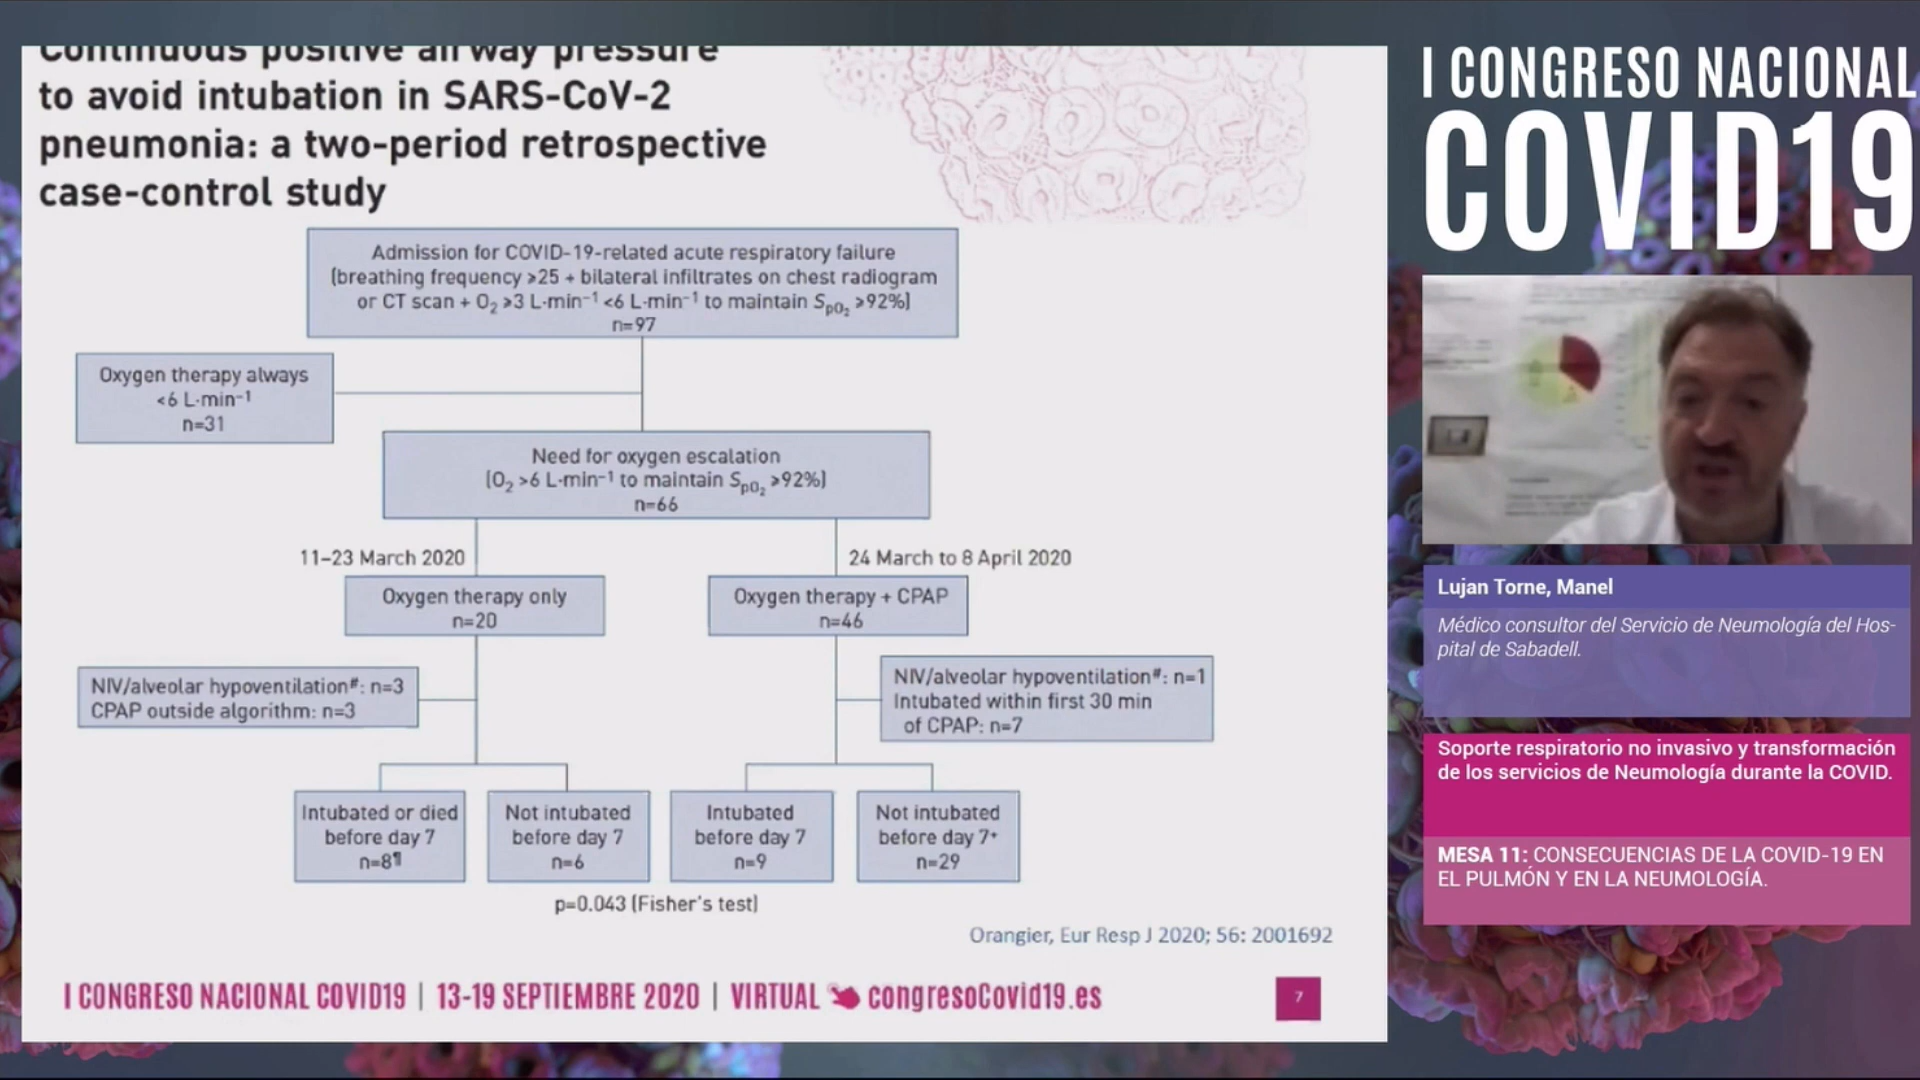 Continuous positive airway pressure
to avoid intubation in SARS-CoV-2
pneumonia: a two-period retrospective
case-control study
Admission for COVID-19-related acute respiratory failure
(breathing frequency >25 + bilateral infiltrates on chest radiogram
or CT scan + O₂ >3 L·min⁻¹ <6 L·min⁻¹ to maintain SpO₂ >92%)
n=97
Oxygen therapy always
<6 L·min⁻¹
n=31
Need for oxygen escalation
(O₂ >6 L·min⁻¹ to maintain SpO₂ >92%)
n=66
11–23 March 2020
24 March to 8 April 2020
Oxygen therapy only
n=20
Oxygen therapy + CPAP
n=46
NIV/alveolar hypoventilation#: n=3
CPAP outside algorithm: n=3
NIV/alveolar hypoventilation#: n=1
Intubated within first 30 min
of CPAP: n=7
Intubated or died
before day 7
n=8¶
Not intubated
before day 7
n=6
Intubated
before day 7
n=9
Not intubated
before day 7+
n=29
p=0.043 (Fisher's test)
Orangier, Eur Resp J 2020; 56: 2001692
I CONGRESO NACIONAL COVID19 | 13-19 SEPTIEMBRE 2020 | VIRTUAL congresoCovid19.es
7
I CONGRESO NACIONAL
COVID19
Lujan Torne, Manel
Médico consultor del Servicio de Neumología del Hos-
pital de Sabadell.
Soporte respiratorio no invasivo y transformación
de los servicios de Neumología durante la COVID.
MESA 11: CONSECUENCIAS DE LA COVID-19 EN
EL PULMÓN Y EN LA NEUMOLOGÍA.